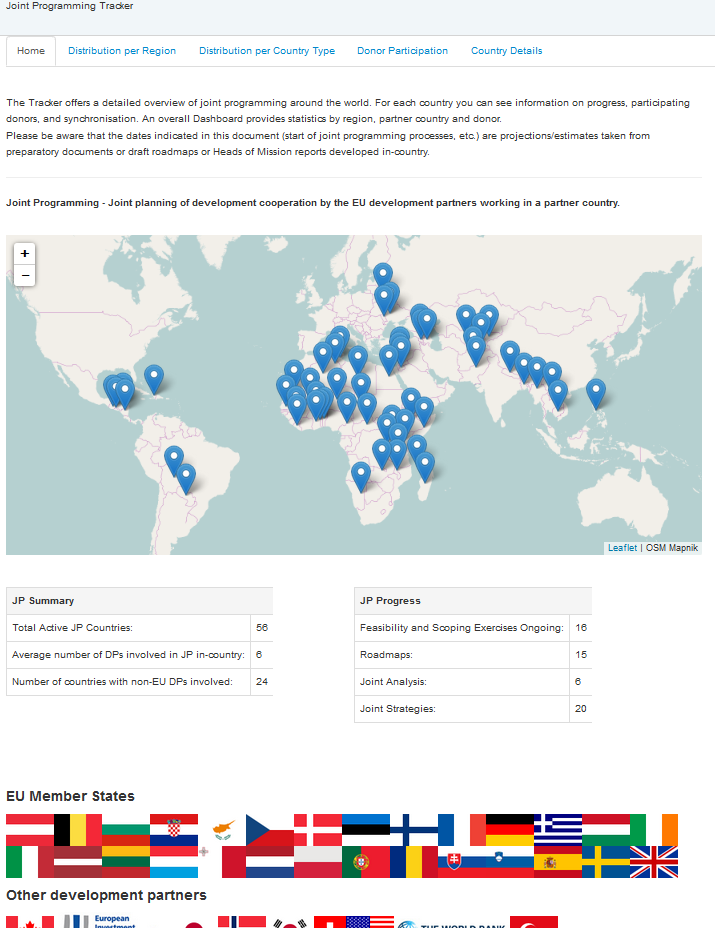 Joint Programming Tracker
Home Distribution per Region Distribution per Country Type Donor Participation Country Details
The Tracker offers a detailed overview of joint programming around the world. For each country you can see information on progress, participating
donors, and synchronisation. An overall Dashboard provides statistics by region, partner country and donor.
Please be aware that the dates indicated in this document (start of joint programming processes, etc.) are projections/estimates taken from
preparatory documents or draft roadmaps or Heads of Mission reports developed in-country.
Joint Programming - Joint planning of development cooperation by the EU development partners working in a partner country.
+
−
Leaflet | OSM Mapnik
JP Summary
Total Active JP Countries: 56
Average number of DPs involved in JP in-country: 6
Number of countries with non-EU DPs involved: 24
JP Progress
Feasibility and Scoping Exercises Ongoing: 16
Roadmaps: 15
Joint Analysis: 6
Joint Strategies: 20
EU Member States
Other development partners
European
Investment
THE WORLD BANK